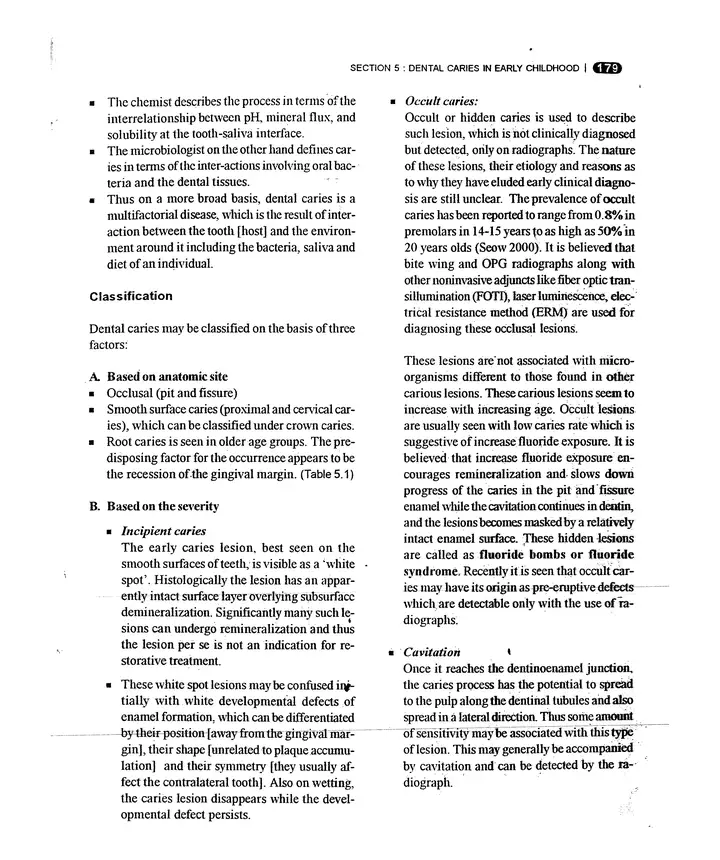 SECTION 5 : DENTAL CARIES IN EARLY CHILDHOOD | 179
▪ The chemist describes the process in terms of the
interrelationship between pH, mineral flux, and
solubility at the tooth-saliva interface.
▪ The microbiologist on the other hand defines car-
ies in terms of the inter-actions involving oral bac-
teria and the dental tissues.
▪ Thus on a more broad basis, dental caries is a
multifactorial disease, which is the result of inter-
action between the tooth [host] and the environ-
ment around it including the bacteria, saliva and
diet of an individual.
Classification
Dental caries may be classified on the basis of three
factors:
A. Based on anatomic site
▪ Occlusal (pit and fissure)
▪ Smooth surface caries (proximal and cervical car-
ies), which can be classified under crown caries.
▪ Root caries is seen in older age groups. The pre-
disposing factor for the occurrence appears to be
the recession of the gingival margin. (Table 5.1)
B. Based on the severity
▪ Incipient caries
The early caries lesion, best seen on the
smooth surfaces of teeth, is visible as a 'white
spot'. Histologically the lesion has an appar-
ently intact surface layer overlying subsurface
demineralization. Significantly many such le-
sions can undergo remineralization and thus
the lesion per se is not an indication for re-
storative treatment.
▪ These white spot lesions may be confused ini-
tially with white developmental defects of
enamel formation, which can be differentiated
by their position [away from the gingival mar-
gin], their shape [unrelated to plaque accumu-
lation] and their symmetry [they usually af-
fect the contralateral tooth]. Also on wetting,
the caries lesion disappears while the devel-
opmental defect persists.
▪ Occult caries:
Occult or hidden caries is used to describe
such lesion, which is not clinically diagnosed
but detected, only on radiographs. The nature
of these lesions, their etiology and reasons as
to why they have eluded early clinical diagno-
sis are still unclear. The prevalence of occult
caries has been reported to range from 0.8% in
premolars in 14-15 years to as high as 50% in
20 years olds (Seow 2000). It is believed that
bite wing and OPG radiographs along with
other noninvasive adjuncts like fiber optic tran-
sillumination (FOTI), laser luminescence, elec-
trical resistance method (ERM) are used for
diagnosing these occlusal lesions.
These lesions are not associated with micro-
organisms different to those found in other
carious lesions. These carious lesions seem to
increase with increasing age. Occult lesions
are usually seen with low caries rate which is
suggestive of increase fluoride exposure. It is
believed that increase fluoride exposure en-
courages remineralization and slows down
progress of the caries in the pit and fissure
enamel while the cavitation continues in dentin,
and the lesions becomes masked by a relatively
intact enamel surface. These hidden lesions
are called as fluoride bombs or fluoride
syndrome. Recently it is seen that occult car-
ies may have its origin as pre-eruptive defects
which are detectable only with the use of ra-
diographs.
▪ Cavitation
Once it reaches the dentinoenamel junction,
the caries process has the potential to spread
to the pulp along the dentinal tubules and also
spread in a lateral direction. Thus some amount
of sensitivity may be associated with this type
of lesion. This may generally be accompanied
by cavitation and can be detected by the ra-
diograph.